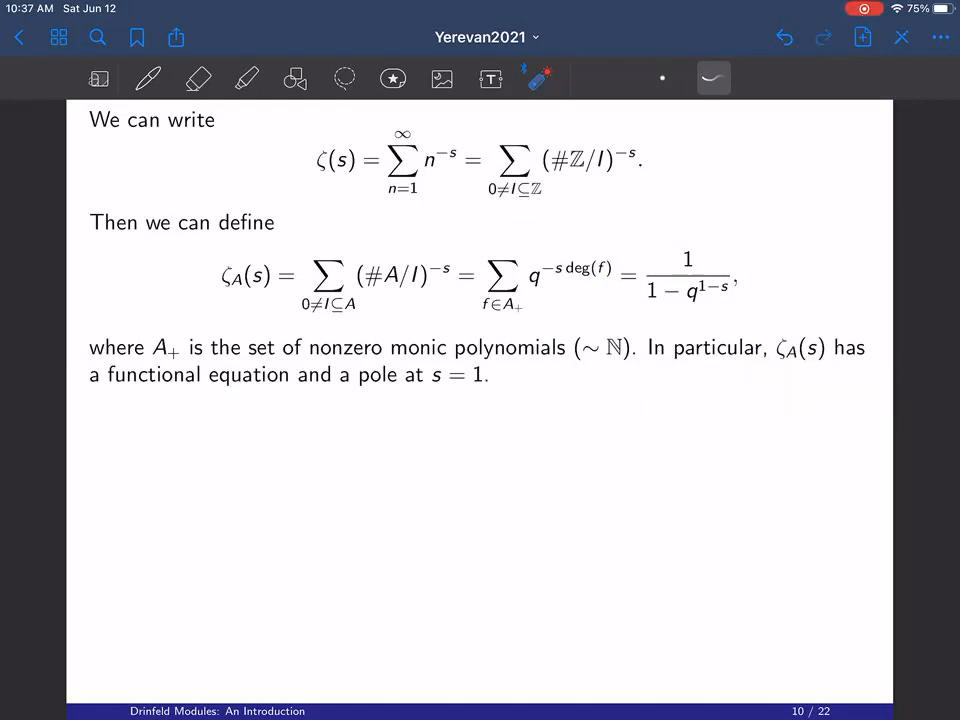 10:37 AM Sat Jun 12
75%
Yerevan2021
T
We can write
ζ(s) = ∑_{n=1}^{∞} n^{−s} = ∑_{0≠I⊆ℤ} (#ℤ/I)^{−s}.
Then we can define
ζ_A(s) = ∑_{0≠I⊆A} (#A/I)^{−s} = ∑_{f∈A_+} q^{−s deg(f)} = \frac{1}{1 − q^{1−s}},
where A_+ is the set of nonzero monic polynomials (∼ ℕ). In particular, ζ_A(s) has
a functional equation and a pole at s = 1.
Drinfeld Modules: An Introduction 10 / 22